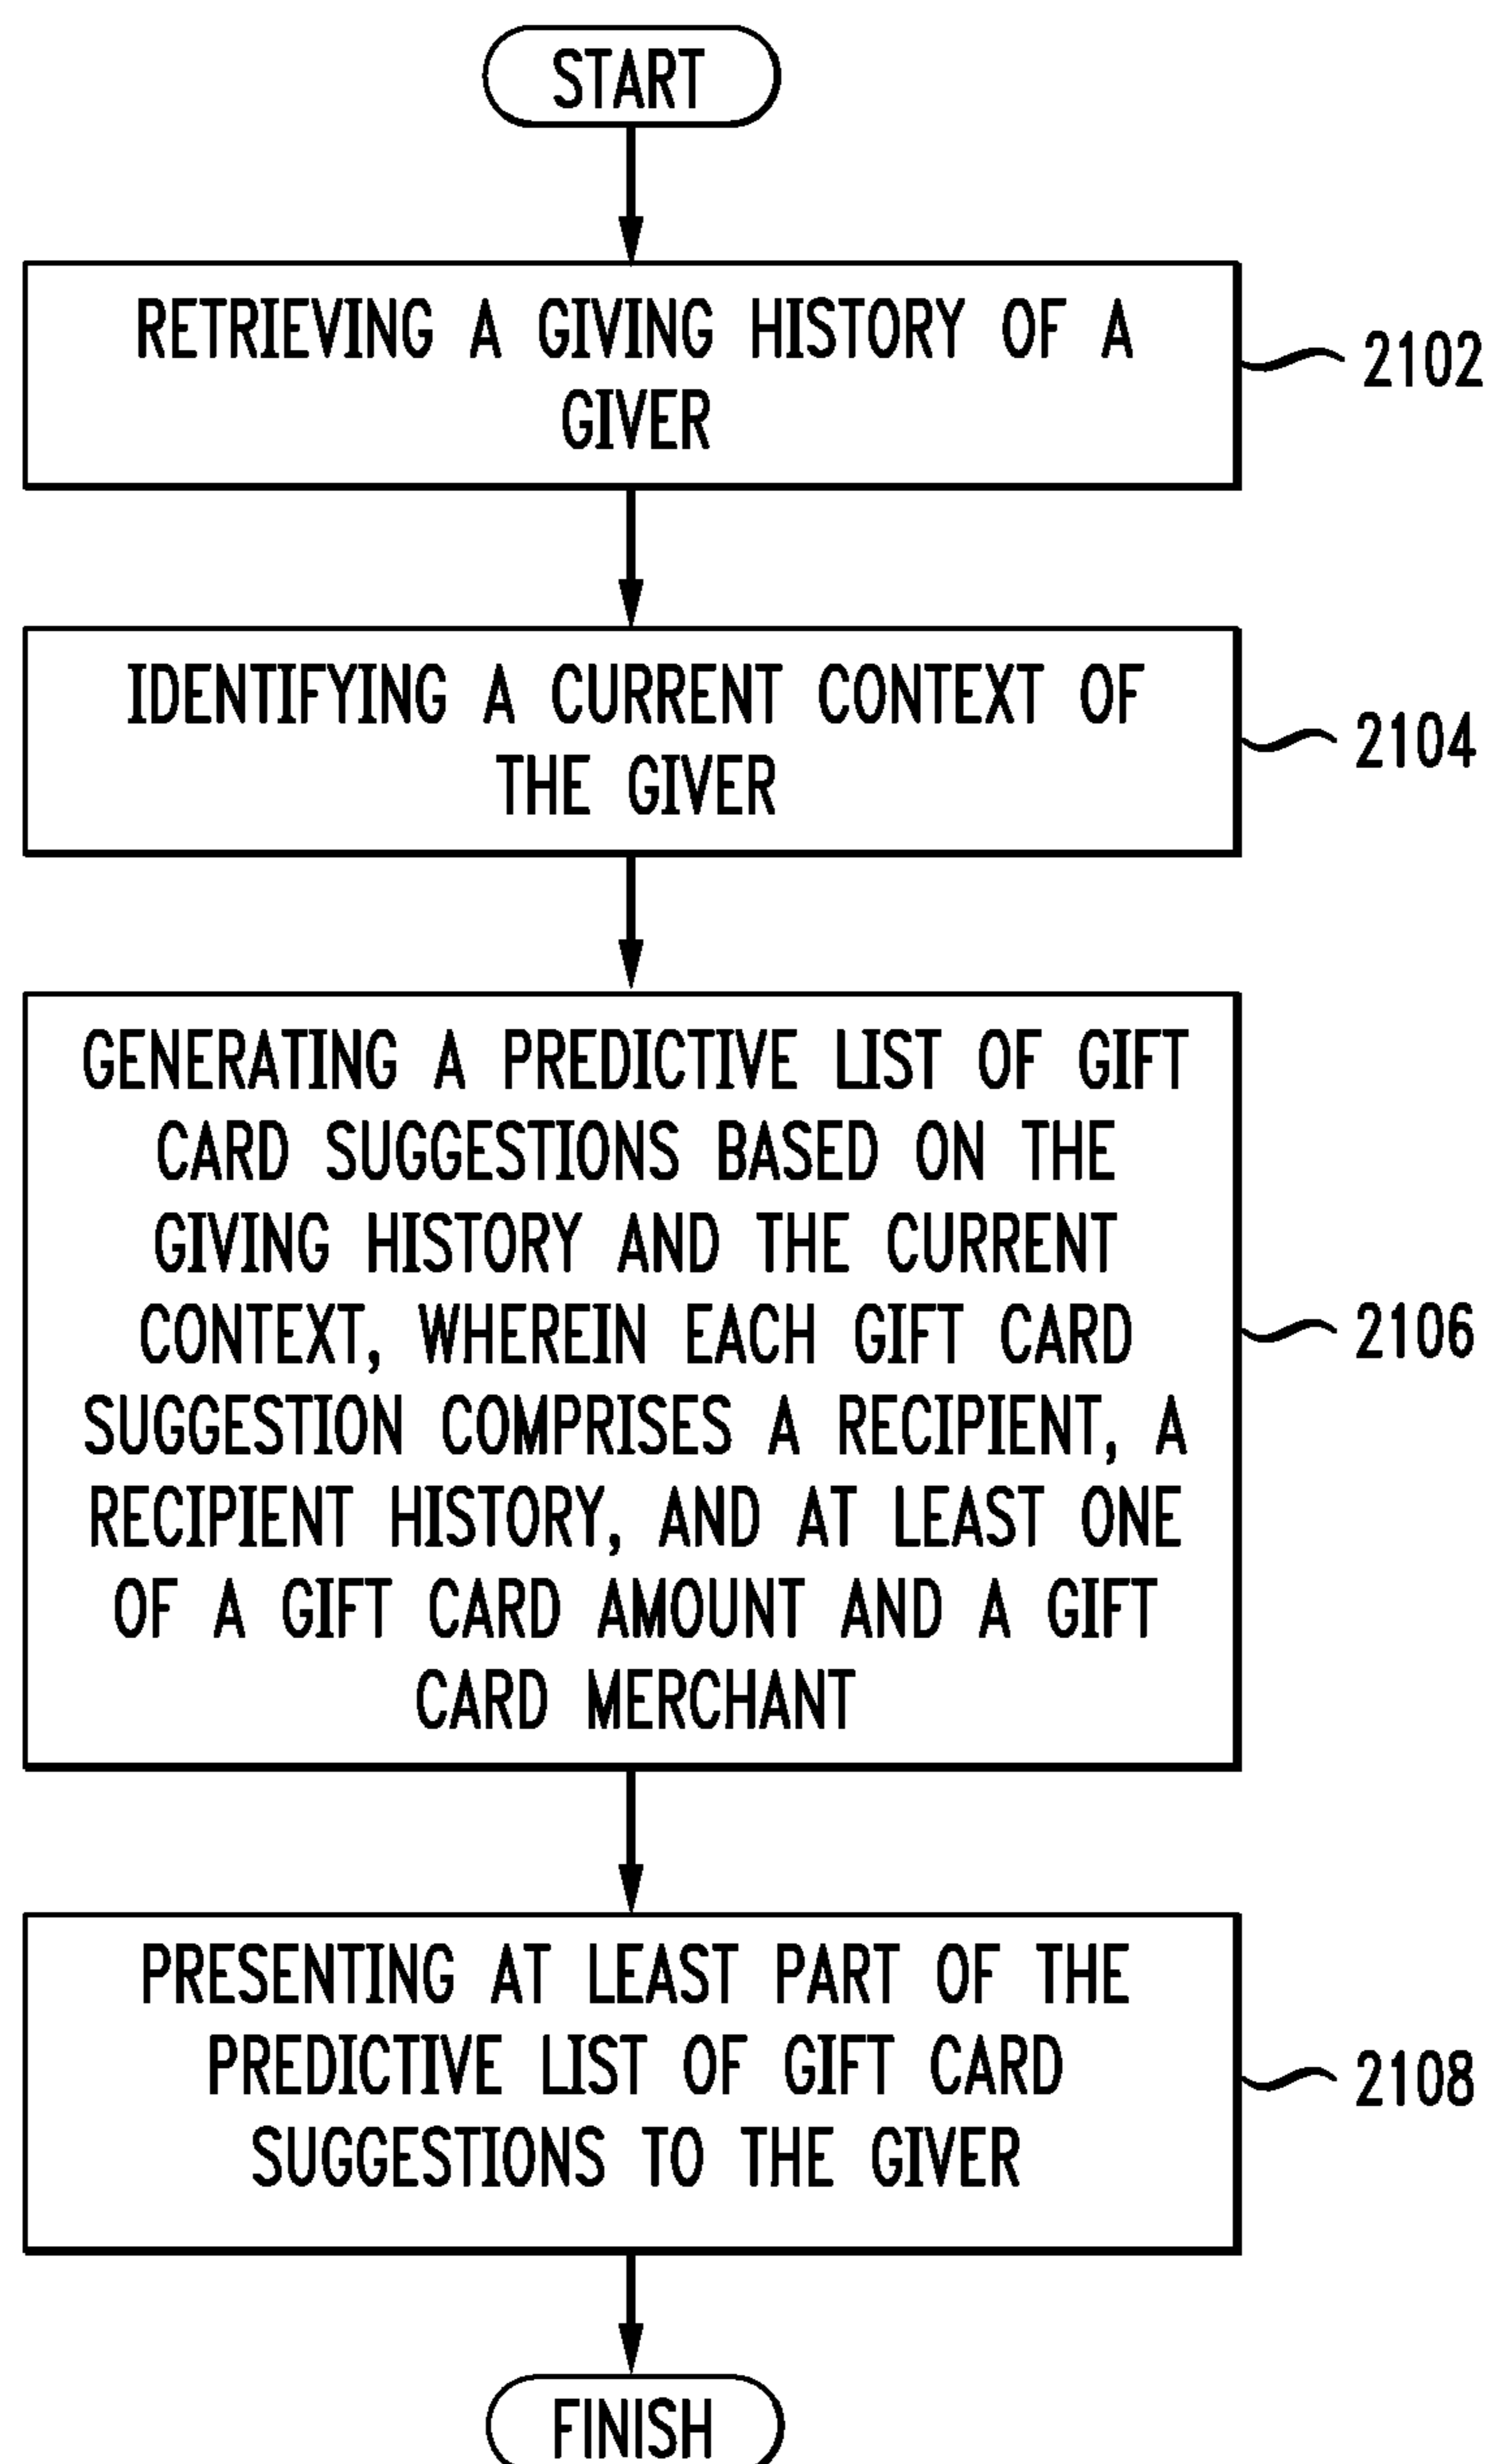 START
RETRIEVING A GIVING HISTORY OF A
GIVER
2102
IDENTIFYING A CURRENT CONTEXT OF
THE GIVER
2104
GENERATING A PREDICTIVE LIST OF GIFT
CARD SUGGESTIONS BASED ON THE
GIVING HISTORY AND THE CURRENT
CONTEXT, WHEREIN EACH GIFT CARD
SUGGESTION COMPRISES A RECIPIENT, A
RECIPIENT HISTORY, AND AT LEAST ONE
OF A GIFT CARD AMOUNT AND A GIFT
CARD MERCHANT
2106
PRESENTING AT LEAST PART OF THE
PREDICTIVE LIST OF GIFT CARD
SUGGESTIONS TO THE GIVER
2108
FINISH